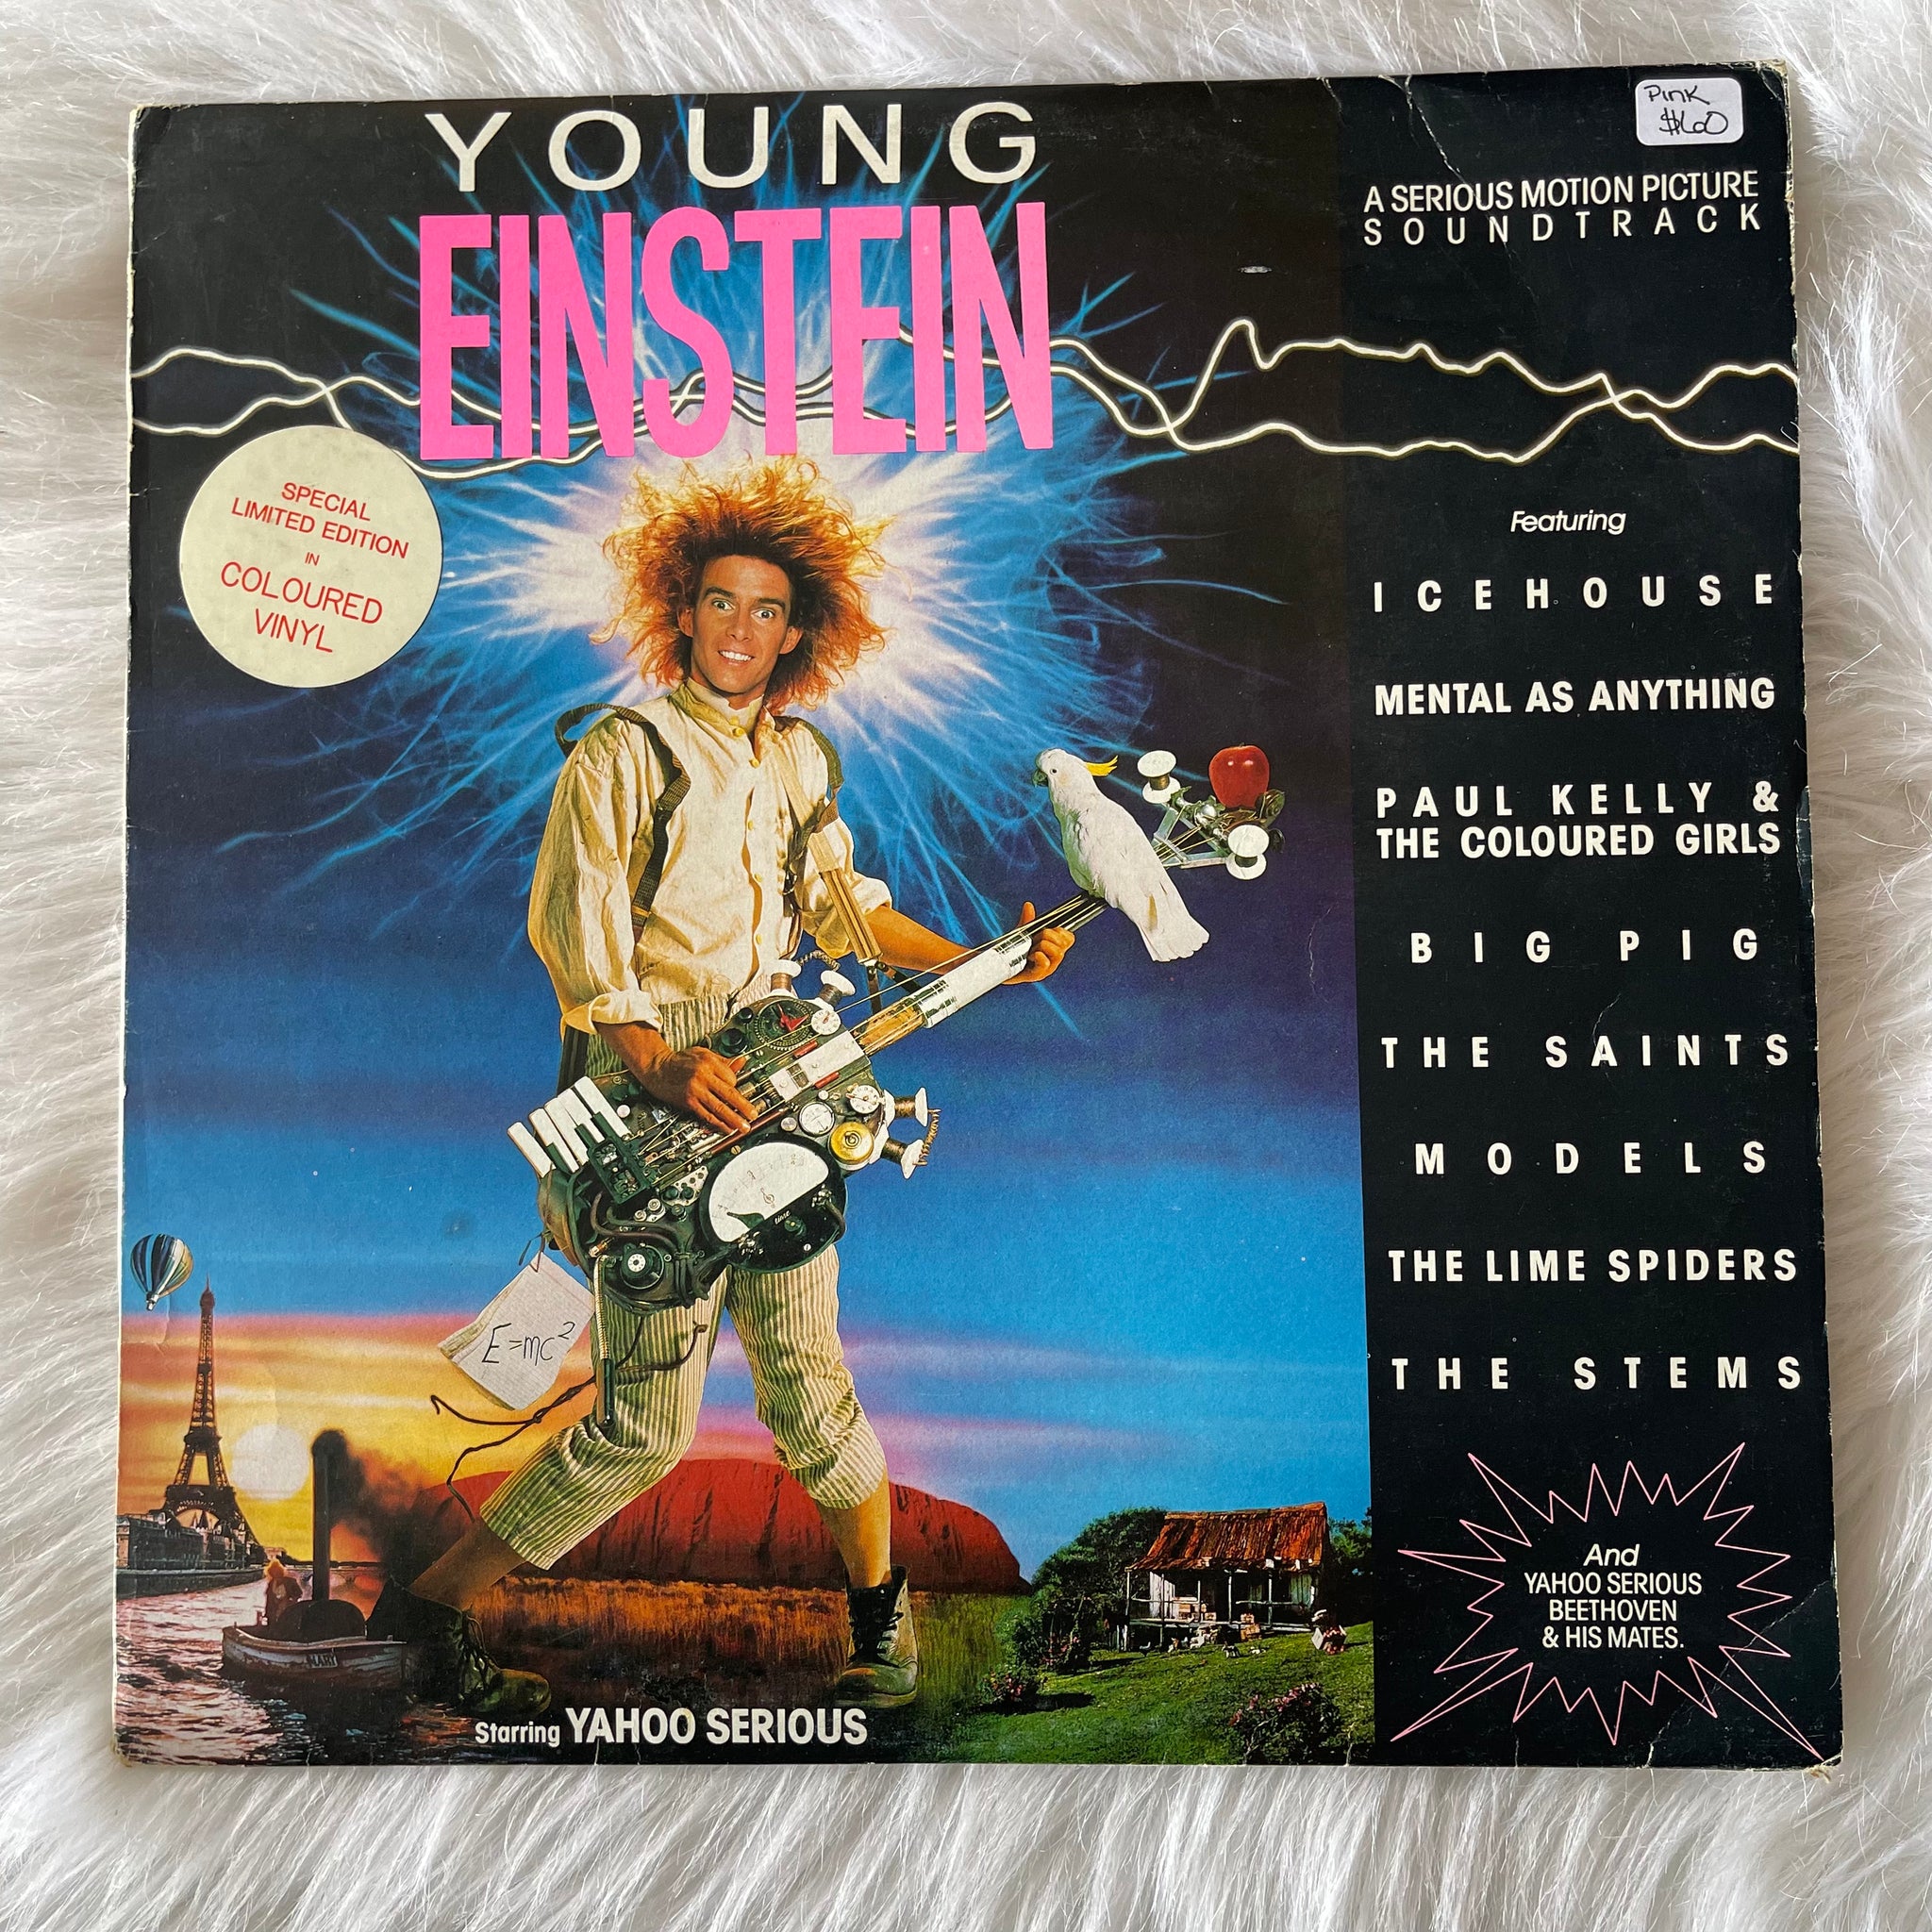 YOUNG
EINSTEIN
Pink
$60
A SERIOUS MOTION PICTURE
SOUNDTRACK
SPECIAL
LIMITED EDITION
IN
COLOURED
VINYL
Featuring
ICEHOUSE
MENTAL AS ANYTHING
PAUL KELLY &
THE COLOURED GIRLS
BIG PIG
THE SAINTS
MODELS
THE LIME SPIDERS
THE STEMS
E=mc²
And
YAHOO SERIOUS
BEETHOVEN
& HIS MATES.
MARY
Starring YAHOO SERIOUS